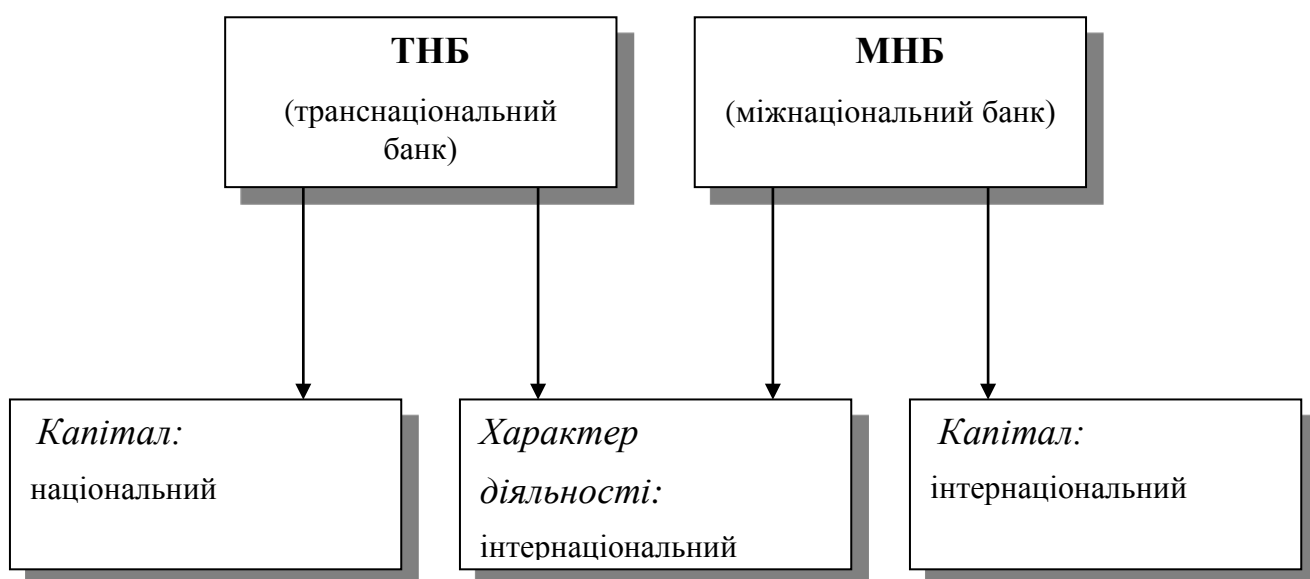 ТНБ
(транснаціональний
банк)
МНБ
(міжнаціональний банк)
Капітал:
національний
Характер
діяльності:
інтернаціональний
Капітал:
інтернаціональний